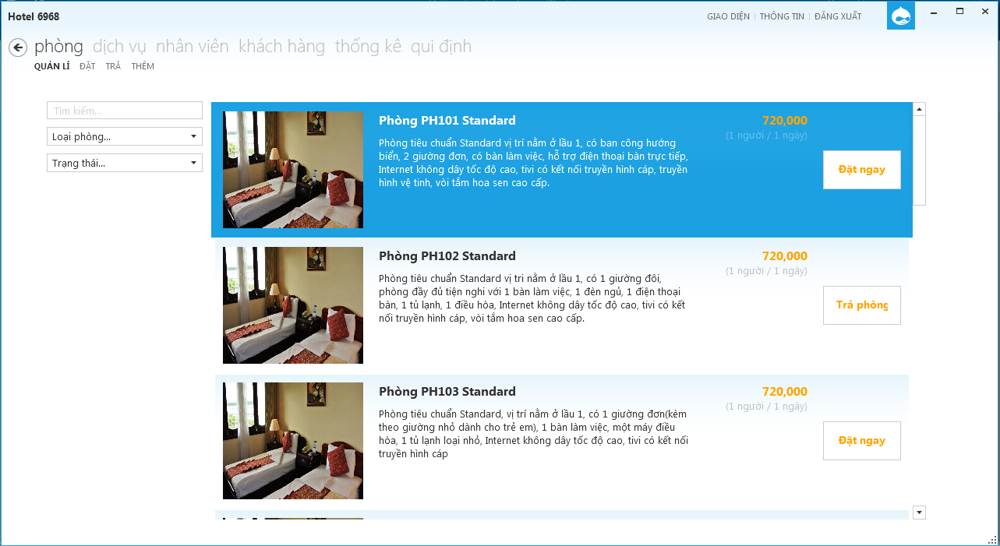 Hotel 6968
GIAO DIỆN | THÔNG TIN | ĐĂNG XUẤT
phòng dịch vụ nhân viên khách hàng thống kê qui định
QUẢN LÍ ĐẶT TRẢ THÊM
Tìm kiếm...
Loại phòng...
Trạng thái...
Phòng PH101 Standard
720,000
(1 người / 1 ngày)
Phòng tiêu chuẩn Standard vị trí nằm ở lầu 1, có ban công hướng
biển, 2 giường đơn, có bàn làm việc, hỗ trợ điện thoại bàn trực tiếp,
Internet không dây tốc độ cao, tivi có kết nối truyền hình cáp, truyền
hình vệ tinh, vòi tắm hoa sen cao cấp.
Đặt ngay
Phòng PH102 Standard
720,000
(1 người / 1 ngày)
Phòng tiêu chuẩn Standard vị trí nằm ở lầu 1, có 1 giường đôi,
phòng đầy đủ tiện nghi với 1 bàn làm việc, 1 đèn ngủ, 1 điện thoại
bàn, 1 tủ lạnh, 1 điều hòa, Internet không dây tốc độ cao, tivi có kết
nối truyền hình cáp, vòi tắm hoa sen cao cấp.
Trả phòng
Phòng PH103 Standard
720,000
(1 người / 1 ngày)
Phòng tiêu chuẩn Standard, vị trí nằm ở lầu 1, có 1 giường đơn(kèm
theo giường nhỏ dành cho trẻ em), 1 bàn làm việc, một máy điều
hòa, 1 tủ lạnh loại nhỏ, Internet không dây tốc độ cao, tivi có kết nối
truyền hình cáp
Đặt ngay